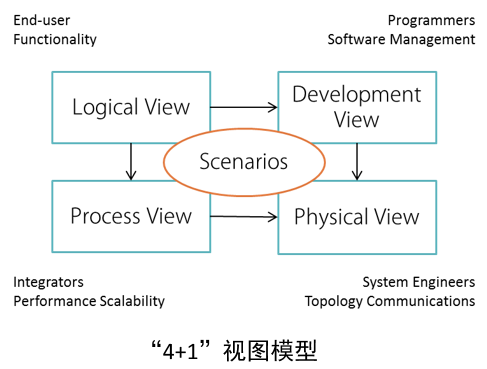 End-user
Functionality
Programmers
Software Management
Logical View
Development
View
Scenarios
Process View
Physical View
Integrators
Performance Scalability
System Engineers
Topology Communications
“4+1”视图模型